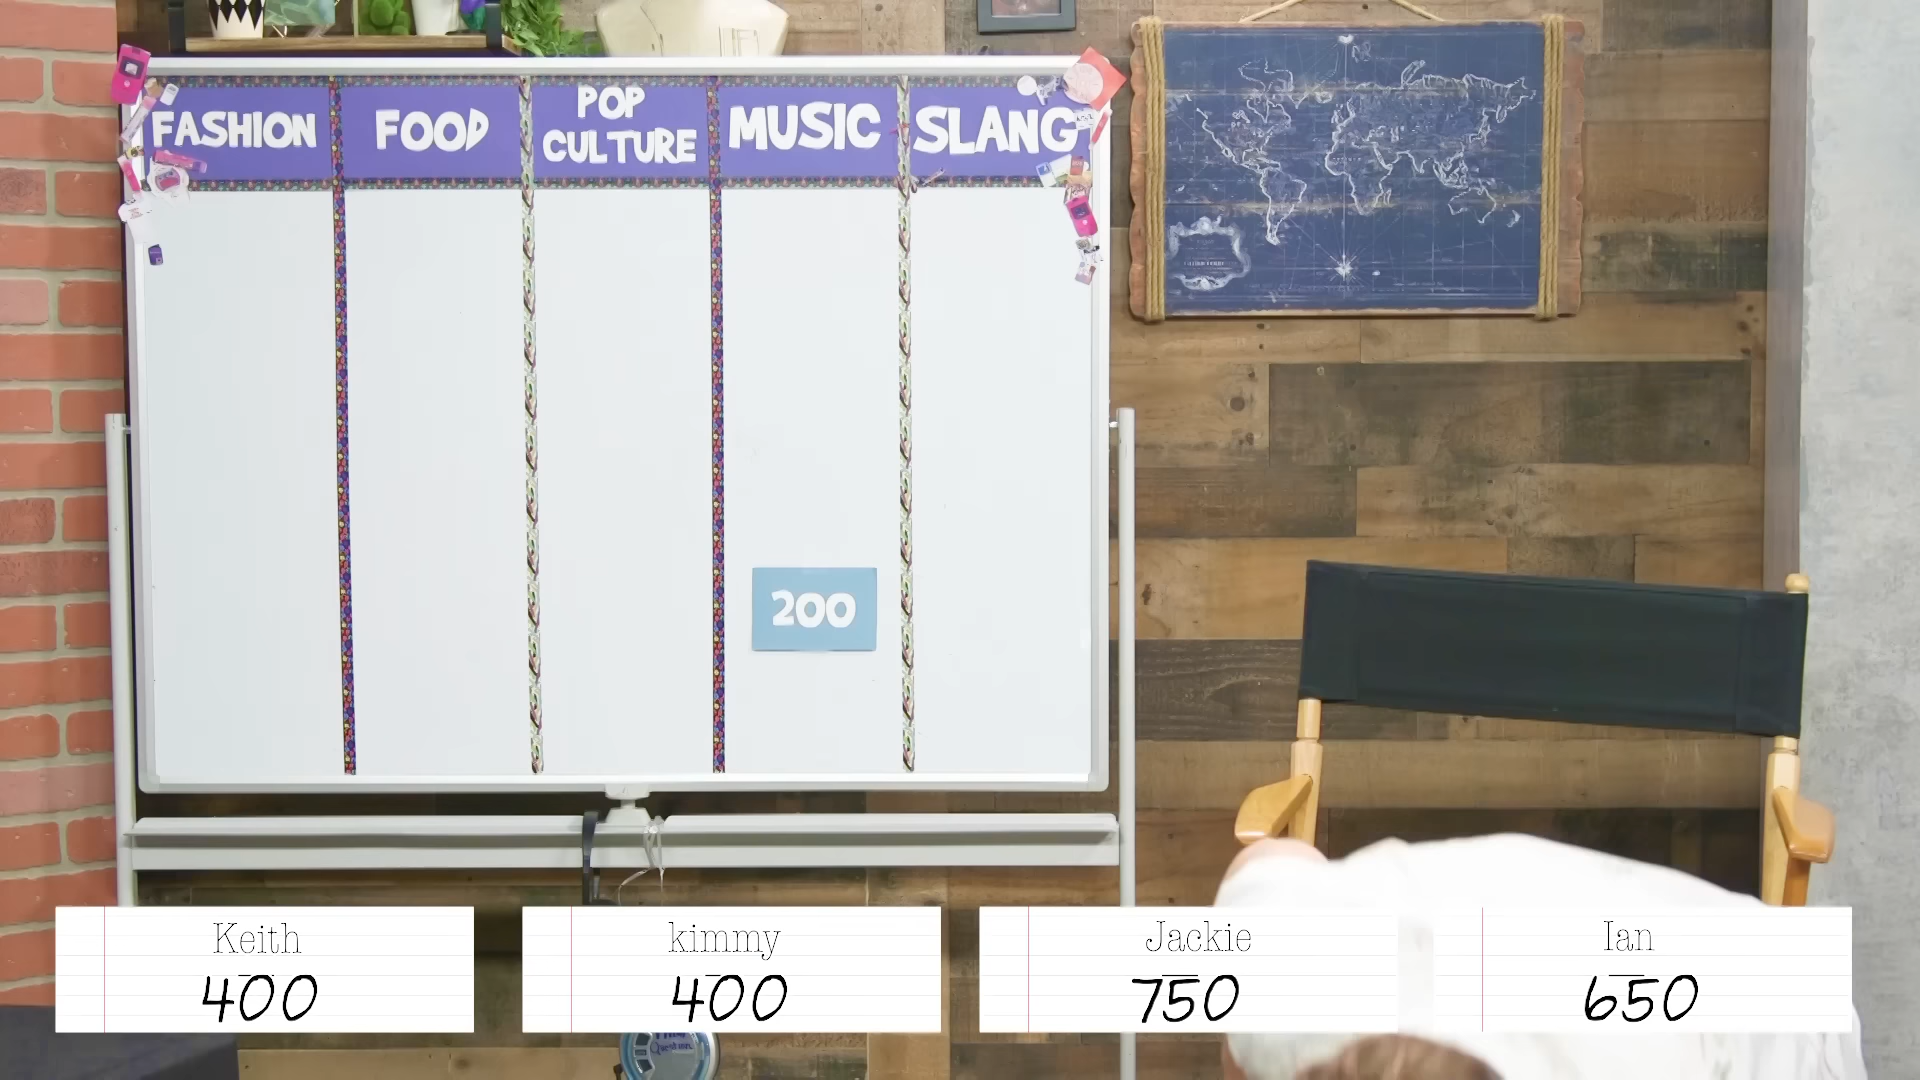 FASHION
FOOD
POP
CULTURE
MUSIC
SLANG
200
Keith
400
kimmy
400
Jackie
750
Ian
650